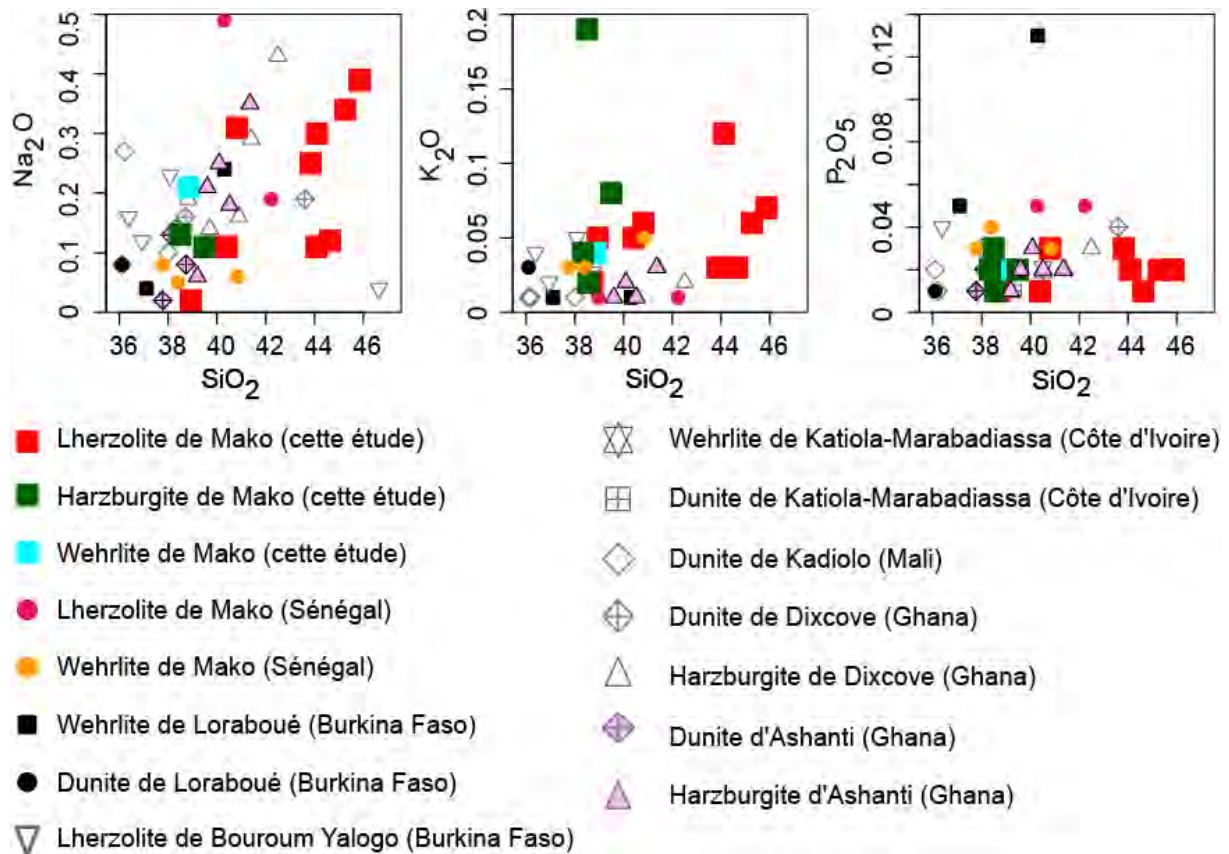 Na2O
0 0.1 0.2 0.3 0.4 0.5
36 38 40 42 44 46
SiO2
K2O
0 0.05 0.1 0.15 0.2
36 38 40 42 44 46
SiO2
P2O5
0 0.04 0.08 0.12
36 38 40 42 44 46
SiO2
Lherzolite de Mako (cette étude)
Harzburgite de Mako (cette étude)
Wehrlite de Mako (cette étude)
Lherzolite de Mako (Sénégal)
Wehrlite de Mako (Sénégal)
Wehrlite de Loraboué (Burkina Faso)
Dunite de Loraboué (Burkina Faso)
Lherzolite de Bouroum Yalogo (Burkina Faso)
Wehrlite de Katiola-Marabadiassa (Côte d'Ivoire)
Dunite de Katiola-Marabadiassa (Côte d'Ivoire)
Dunite de Kadiolo (Mali)
Dunite de Dixcove (Ghana)
Harzburgite de Dixcove (Ghana)
Dunite d'Ashanti (Ghana)
Harzburgite d'Ashanti (Ghana)